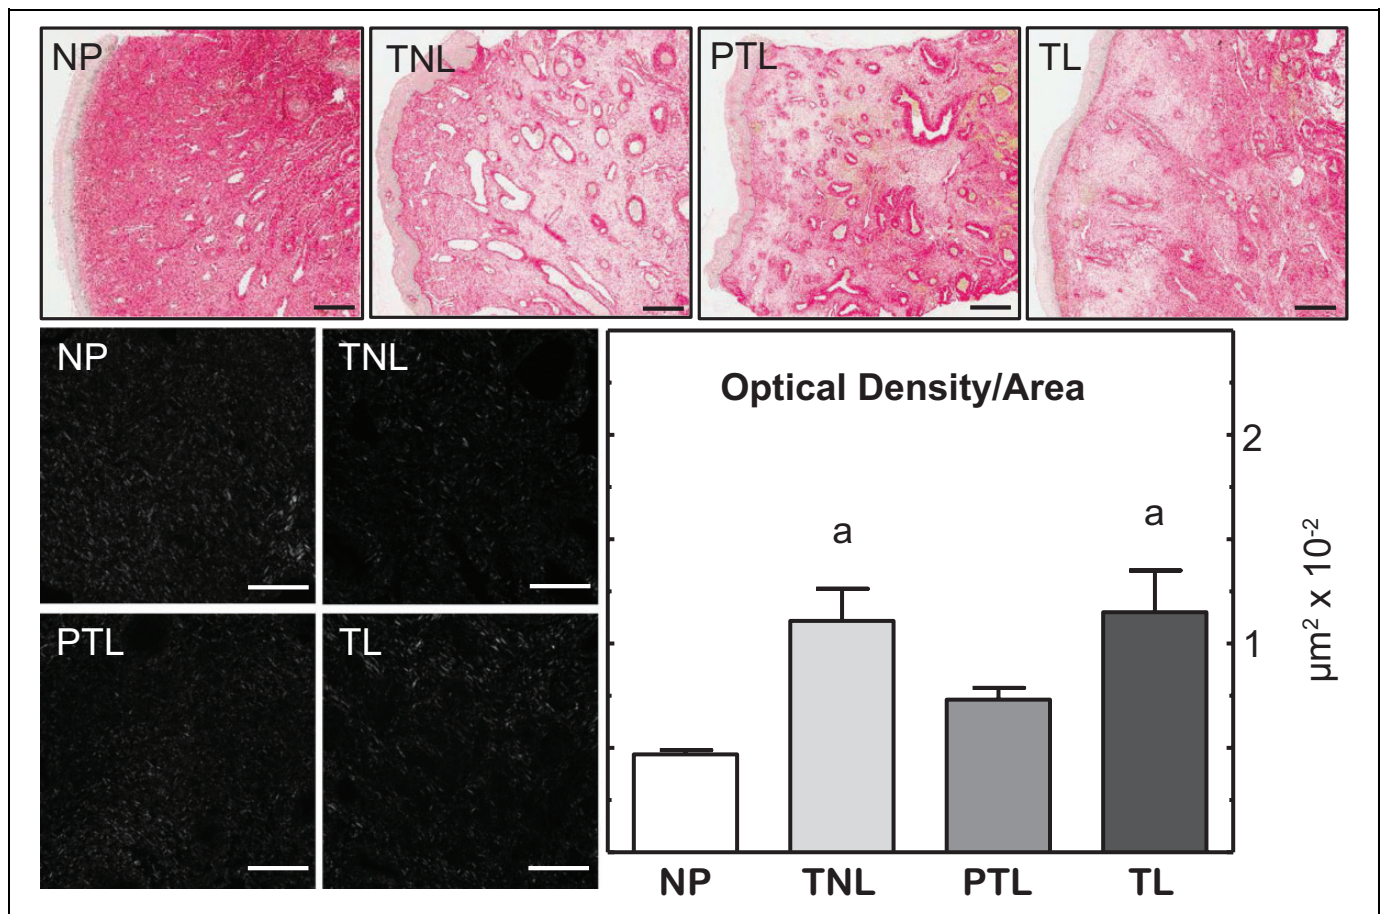 NP
TNL
PTL
TL
NP
TNL
PTL
TL
Optical Density/Area
2
1
a
a
µm² x 10⁻²
NP TNL PTL TL